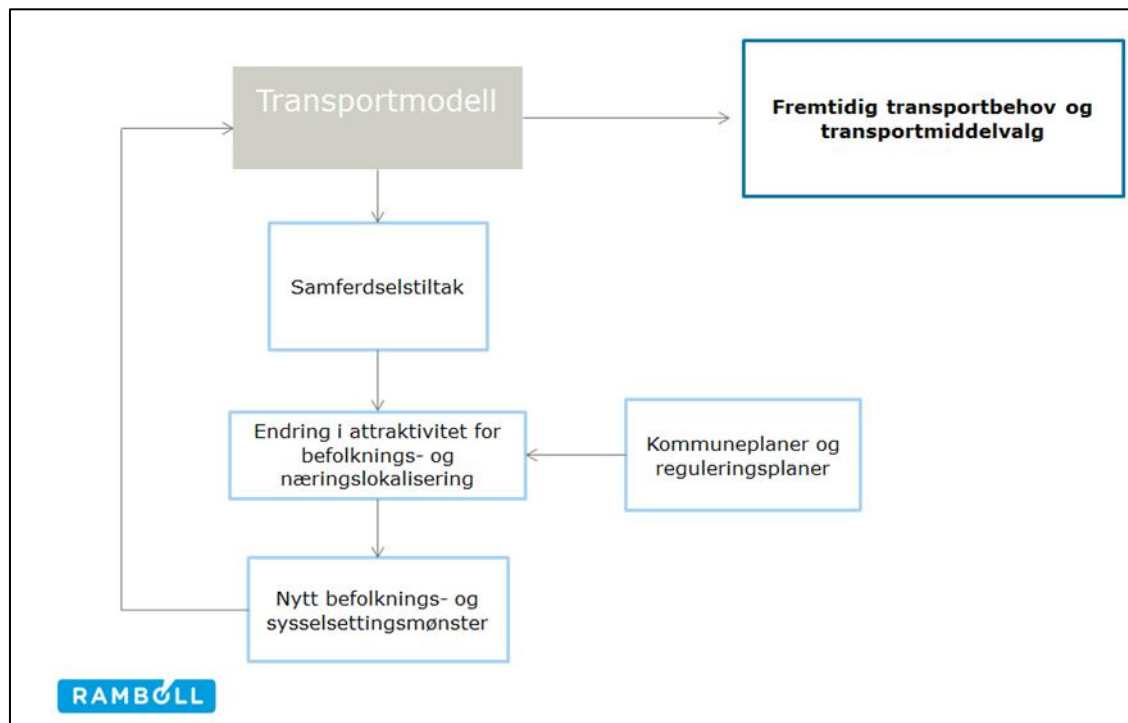 Transportmodell
Fremtidig transportbehov og
transportmiddelvalg
Samferdselstiltak
Endring i attraktivitet for
befolknings- og
næringslokalisering
Kommuneplaner og
reguleringsplaner
Nytt befolknings- og
sysselsettingsmønster
RAMBOLL